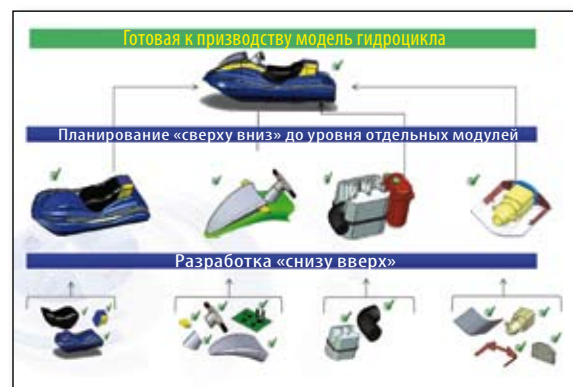 Готовая к призводству модель гидроцикла
Планирование «сверху вниз» до уровня отдельных модулей
Разработка «снизу вверх»